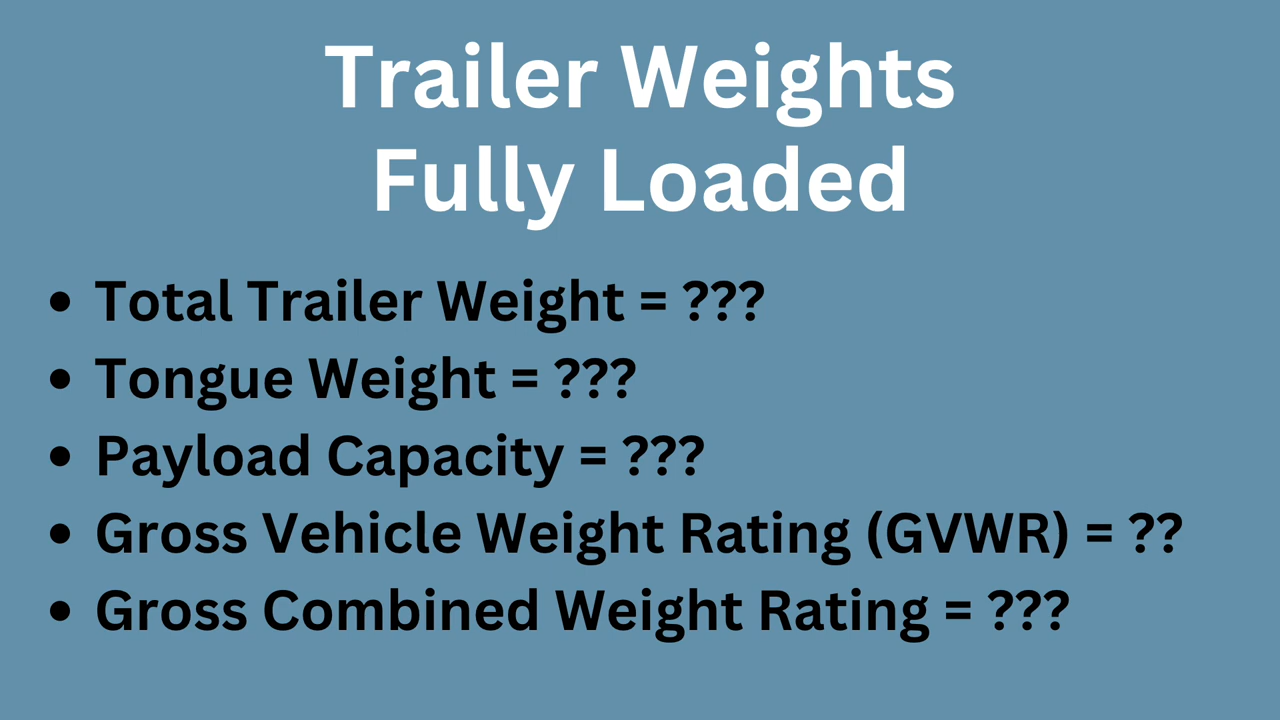 Trailer Weights
Fully Loaded
• Total Trailer Weight = ???
• Tongue Weight = ???
• Payload Capacity = ???
• Gross Vehicle Weight Rating (GVWR) = ??
• Gross Combined Weight Rating = ???